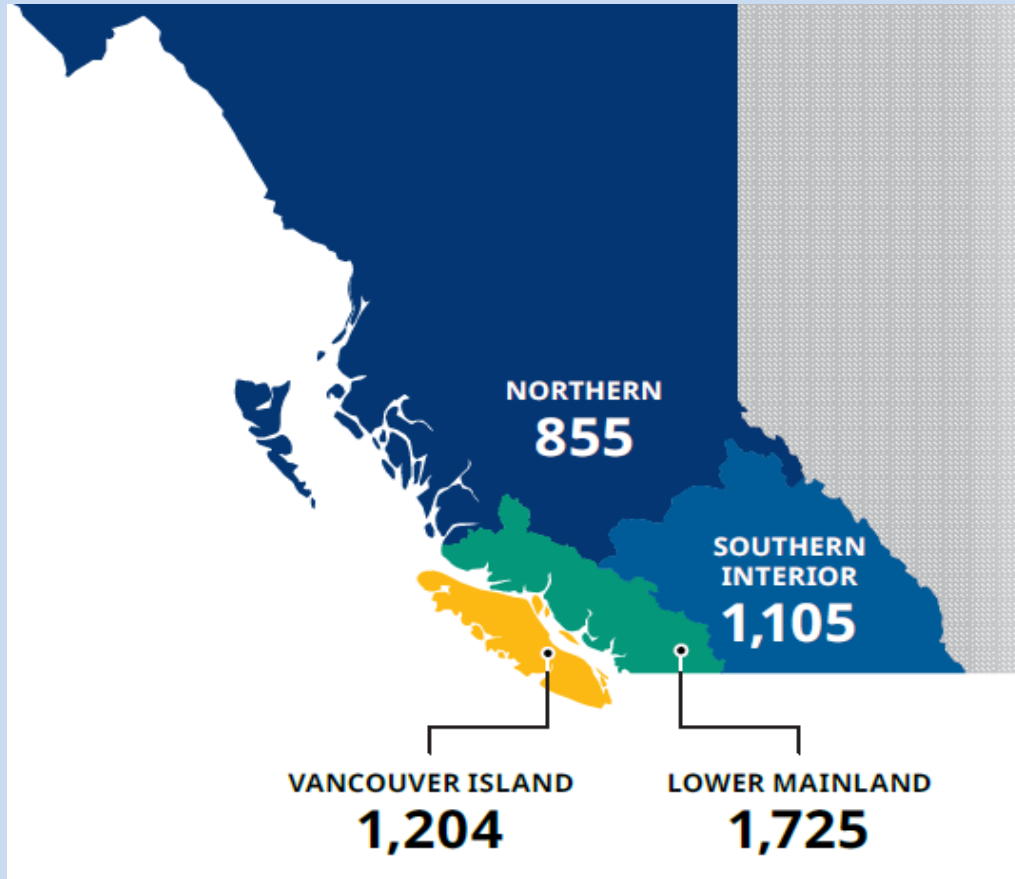 NORTHERN
855
SOUTHERN
INTERIOR
1,105
VANCOUVER ISLAND
1,204
LOWER MAINLAND
1,725